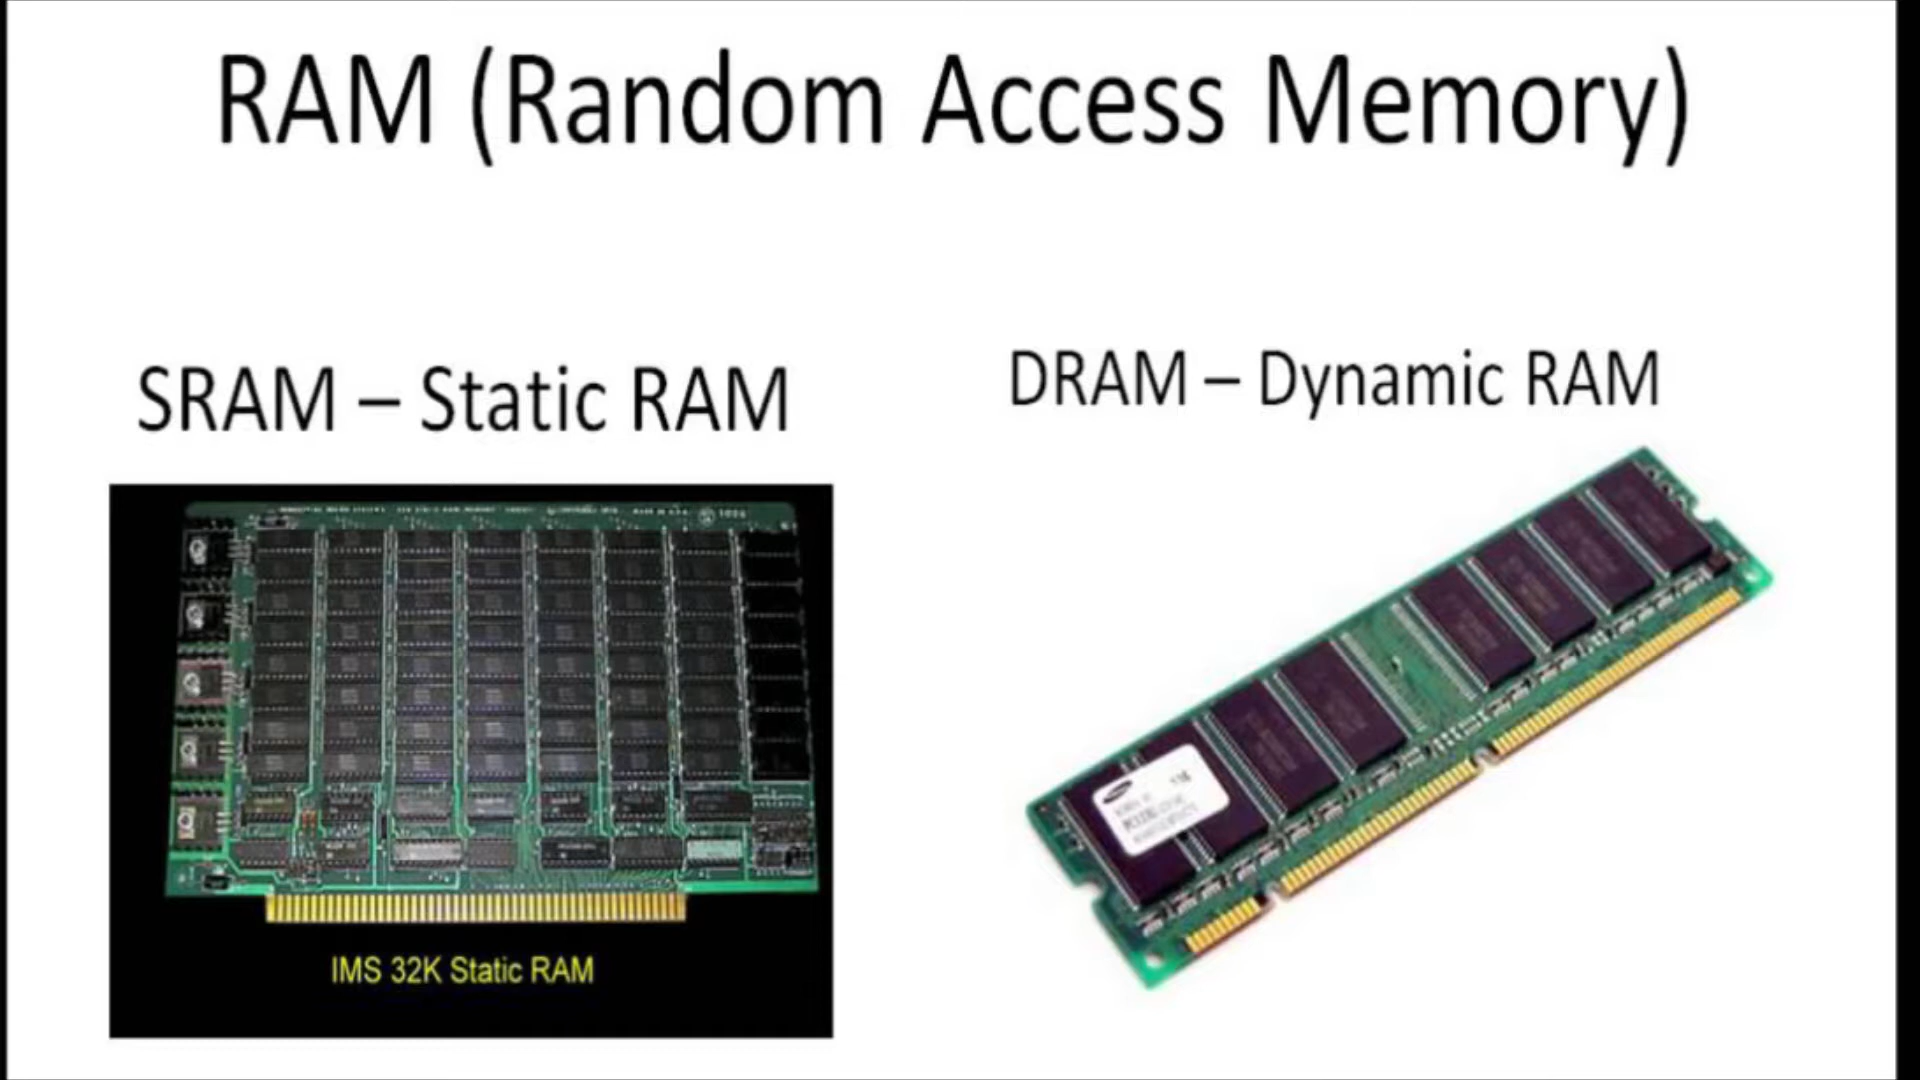 RAM (Random Access Memory)
SRAM – Static RAM
DRAM – Dynamic RAM
IMS 32K Static RAM